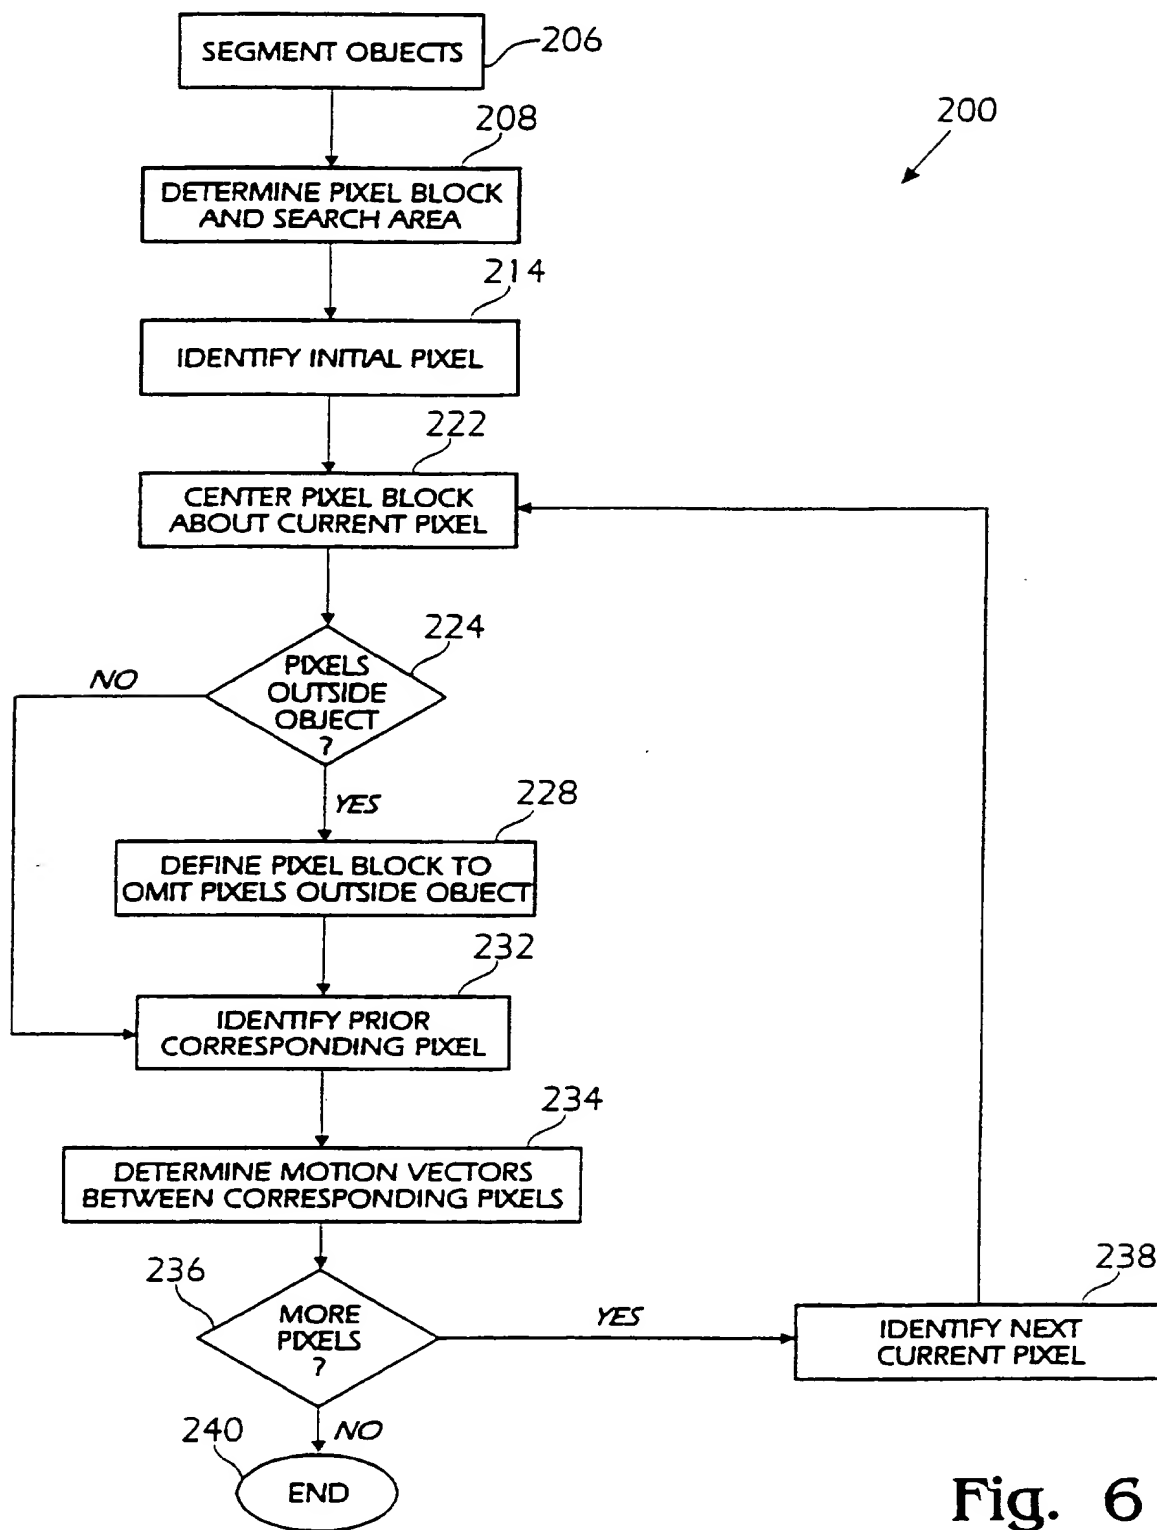 SEGMENT OBJECTS
206
200
208
DETERMINE PIXEL BLOCK
AND SEARCH AREA
214
IDENTIFY INITIAL PIXEL
222
CENTER PIXEL BLOCK
ABOUT CURRENT PIXEL
224
PIXELS
OUTSIDE
OBJECT
?
NO
YES
228
DEFINE PIXEL BLOCK TO
OMIT PIXELS OUTSIDE OBJECT
232
IDENTIFY PRIOR
CORRESPONDING PIXEL
234
DETERMINE MOTION VECTORS
BETWEEN CORRESPONDING PIXELS
236
MORE
PIXELS
?
YES
238
IDENTIFY NEXT
CURRENT PIXEL
NO
240
END
Fig. 6